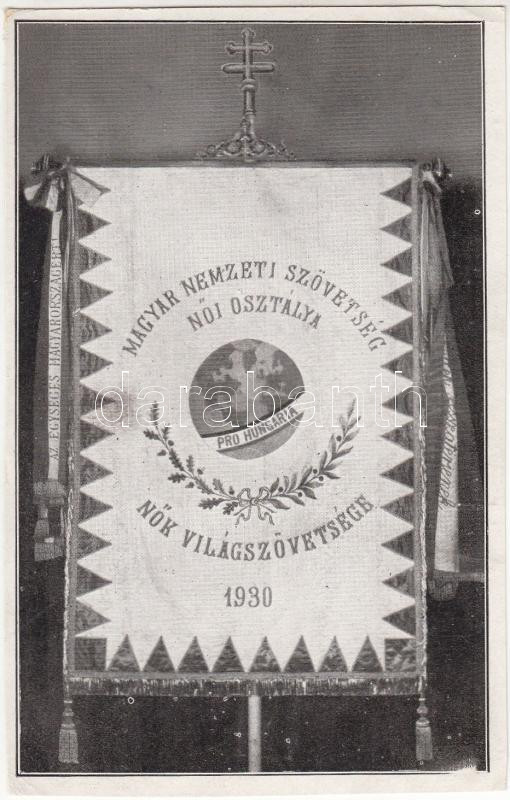 MAGYAR NEMZETI SZÖVETSÉG
NŐI OSZTÁLYA
AZ EGYSÉGES MAGYARORSZÁGÉRT!
darabanth
PRO HUNGARIA
NŐK VILÁGSZÖVETSÉGE
1930